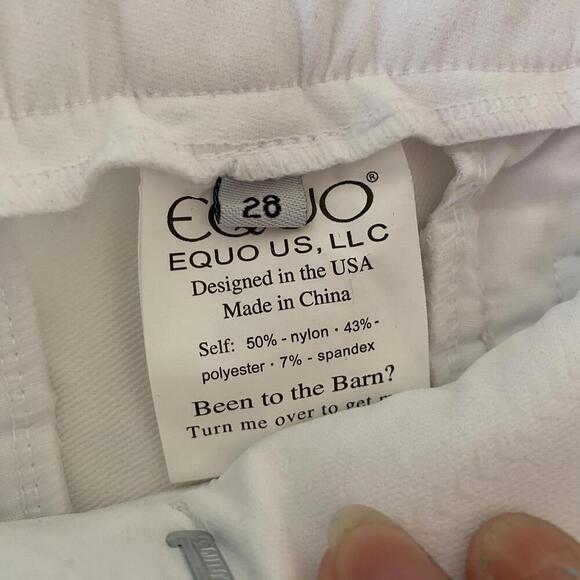 EQUO®
28
EQUO US, LLC
Designed in the USA
Made in China
Self: 50% - nylon · 43% -
polyester · 7% - spandex
Been to the Barn?
Turn me over to get